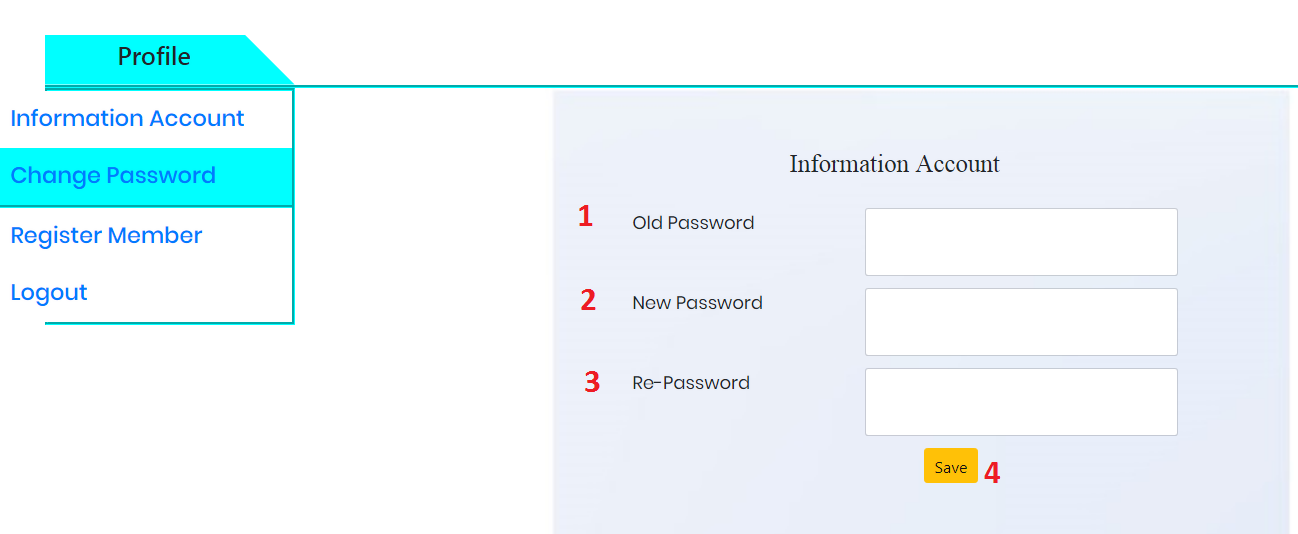 Profile
Information Account
Change Password
Register Member
Logout
Information Account
1 Old Password
2 New Password
3 Re-Password
Save 4